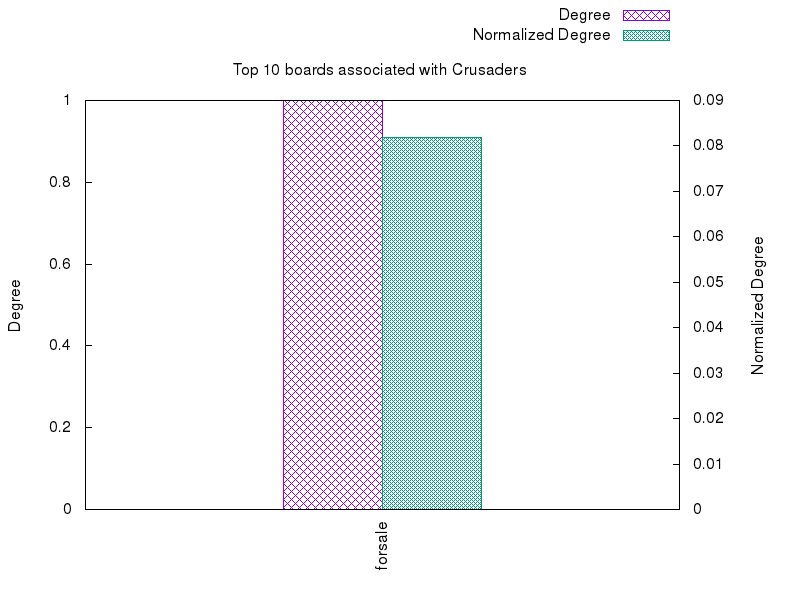 Degree
Normalized Degree
Top 10 boards associated with Crusaders
1
0.8
0.6
0.4
0.2
0
0.09
0.08
0.07
0.06
0.05
0.04
0.03
0.02
0.01
0
Degree
Normalized Degree
forsale